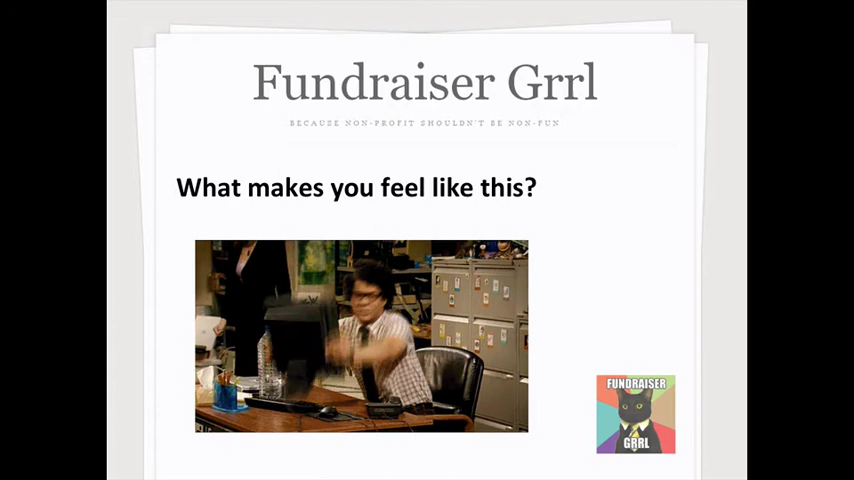 Fundraiser Grrl
BECAUSE NON-PROFIT SHOULDN'T BE NON-FUN
What makes you feel like this?
FUNDRAISER
GRRL